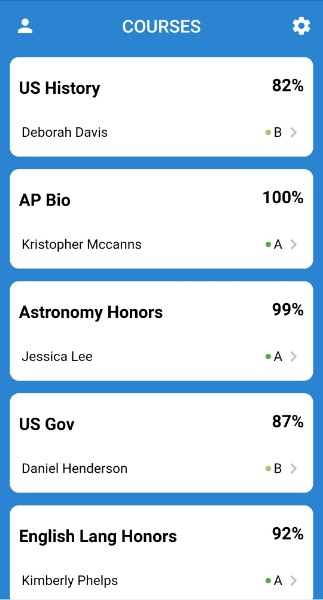 COURSES
US History 82%
Deborah Davis B
AP Bio 100%
Kristopher Mccanns A
Astronomy Honors 99%
Jessica Lee A
US Gov 87%
Daniel Henderson B
English Lang Honors 92%
Kimberly Phelps A